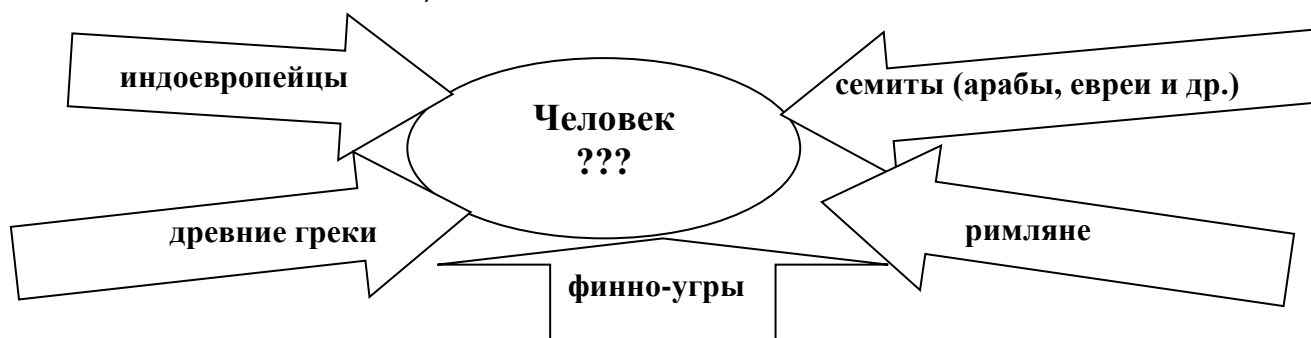 индоевропейцы
семиты (арабы, евреи и др.)
Человек
???
древние греки
римляне
финно-угры